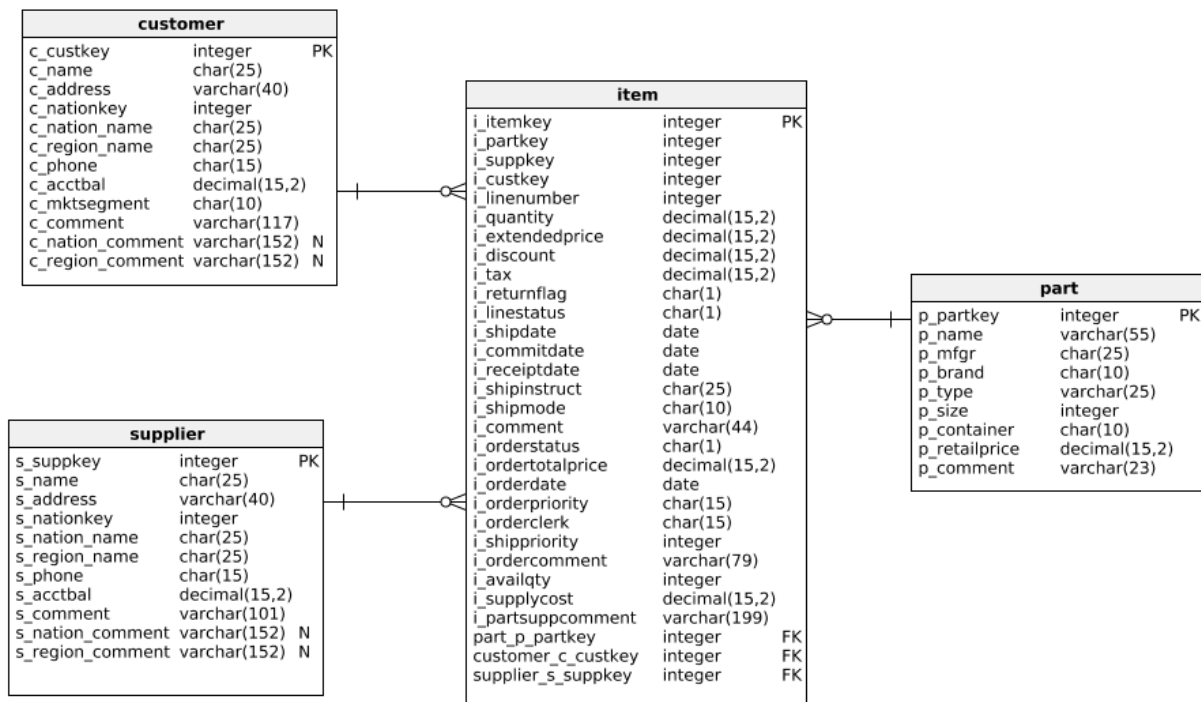 customer
c_custkey integer PK
c_name char(25)
c_address varchar(40)
c_nationkey integer
c_nation_name char(25)
c_region_name char(25)
c_phone char(15)
c_acctbal decimal(15,2)
c_mktsegment char(10)
c_comment varchar(117)
c_nation_comment varchar(152) N
c_region_comment varchar(152) N
supplier
s_suppkey integer PK
s_name char(25)
s_address varchar(40)
s_nationkey integer
s_nation_name char(25)
s_region_name char(25)
s_phone char(15)
s_acctbal decimal(15,2)
s_comment varchar(101)
s_nation_comment varchar(152) N
s_region_comment varchar(152) N
item
i_itemkey integer PK
i_partkey integer
i_suppkey integer
i_custkey integer
i_linenumber integer
i_quantity decimal(15,2)
i_extendedprice decimal(15,2)
i_discount decimal(15,2)
i_tax decimal(15,2)
i_returnflag char(1)
i_linestatus char(1)
i_shipdate date
i_commitdate date
i_receiptdate date
i_shipinstruct char(25)
i_shipmode char(10)
i_comment varchar(44)
i_orderstatus char(1)
i_ordertotalprice decimal(15,2)
i_orderdate date
i_orderpriority char(15)
i_orderclerk char(15)
i_shippriority integer
i_ordercomment varchar(79)
i_availqty integer
i_supplycost decimal(15,2)
i_partsuppcomment varchar(199)
part_p_partkey integer FK
customer_c_custkey integer FK
supplier_s_suppkey integer FK
part
p_partkey integer PK
p_name varchar(55)
p_mfgr char(25)
p_brand char(10)
p_type varchar(25)
p_size integer
p_container char(10)
p_retailprice decimal(15,2)
p_comment varchar(23)